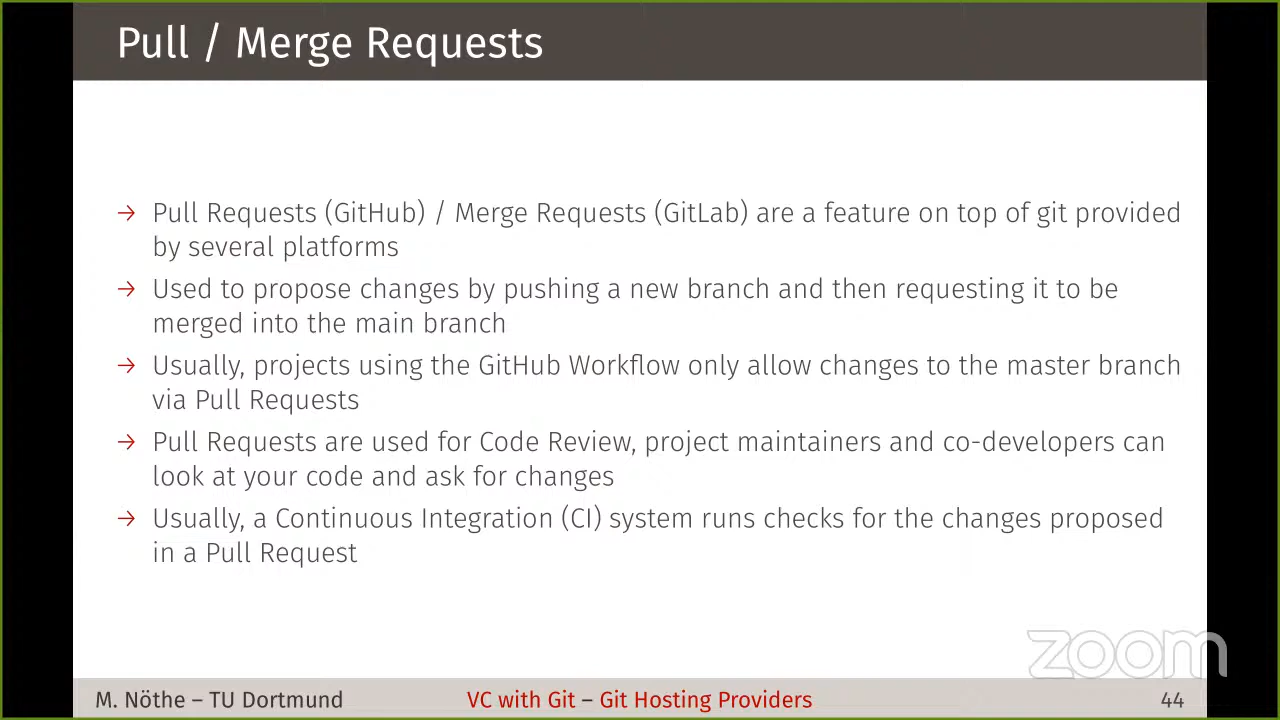 Pull / Merge Requests
→ Pull Requests (GitHub) / Merge Requests (GitLab) are a feature on top of git provided
by several platforms
→ Used to propose changes by pushing a new branch and then requesting it to be
merged into the main branch
→ Usually, projects using the GitHub Workflow only allow changes to the master branch
via Pull Requests
→ Pull Requests are used for Code Review, project maintainers and co-developers can
look at your code and ask for changes
→ Usually, a Continuous Integration (CI) system runs checks for the changes proposed
in a Pull Request
zoom
M. Nöthe – TU Dortmund VC with Git – Git Hosting Providers 44